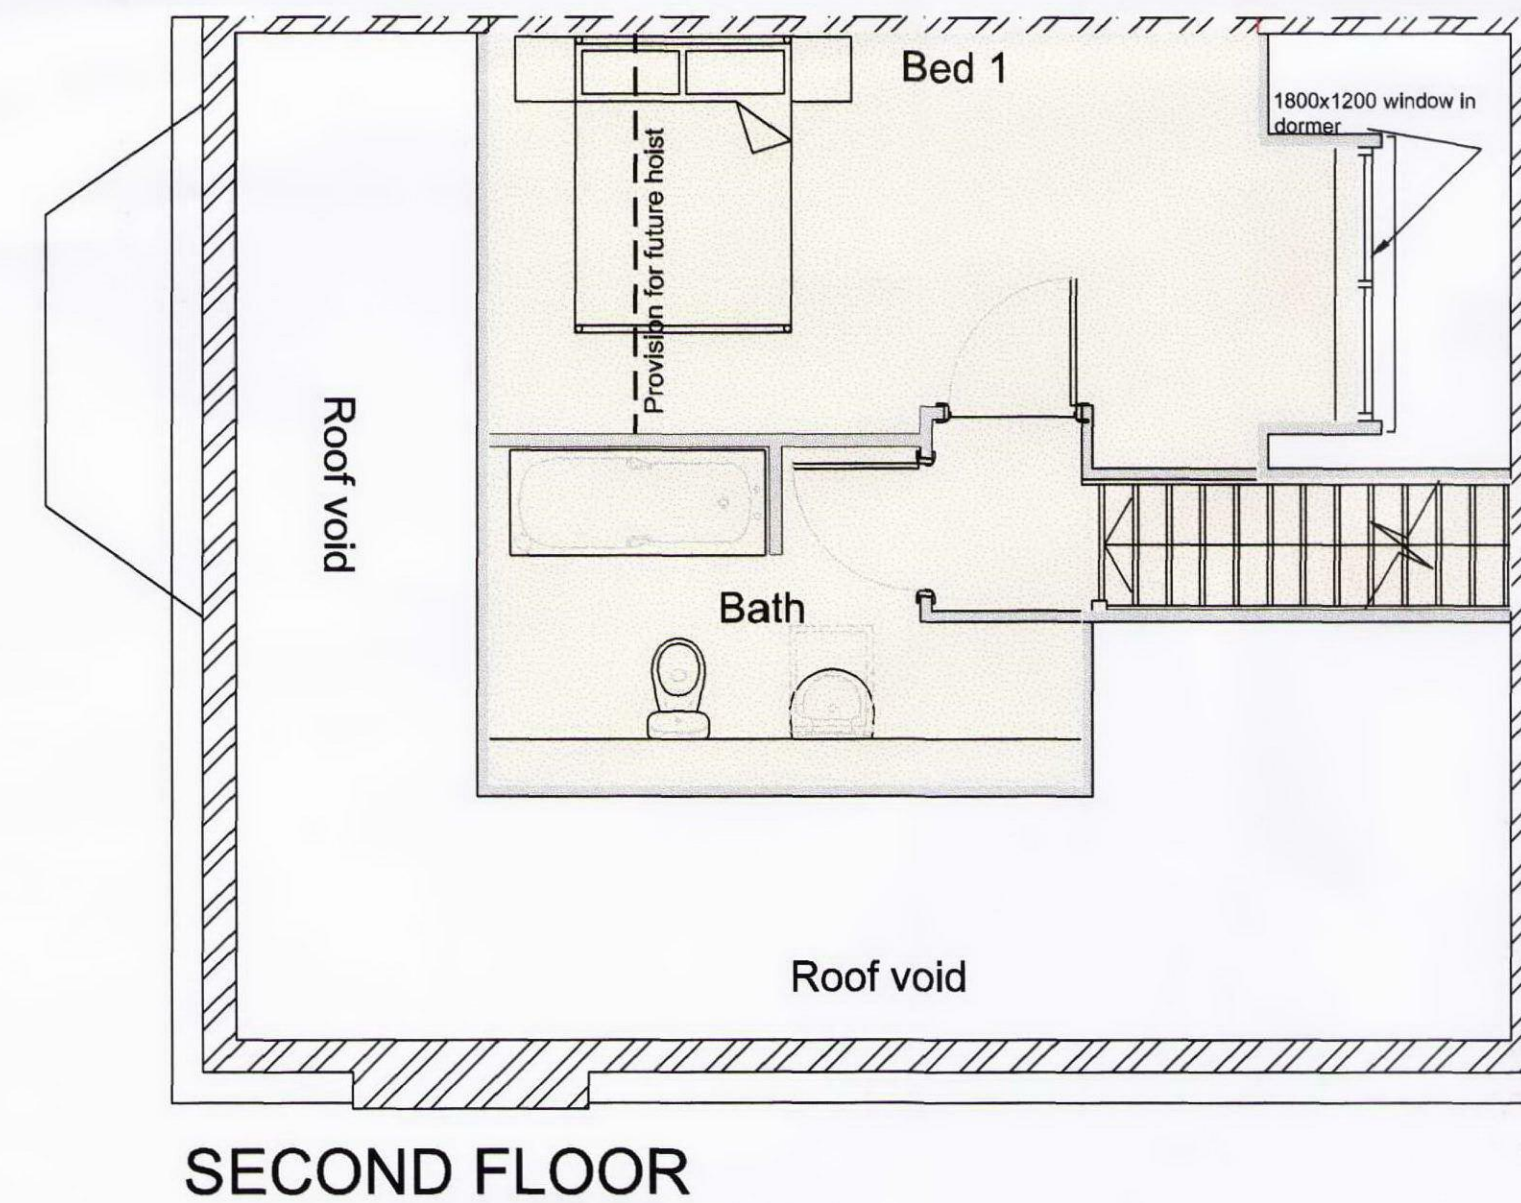 Bed 1
1800x1200 window in
dormer
Provision for future hoist
Roof void
Bath
Roof void
SECOND FLOOR